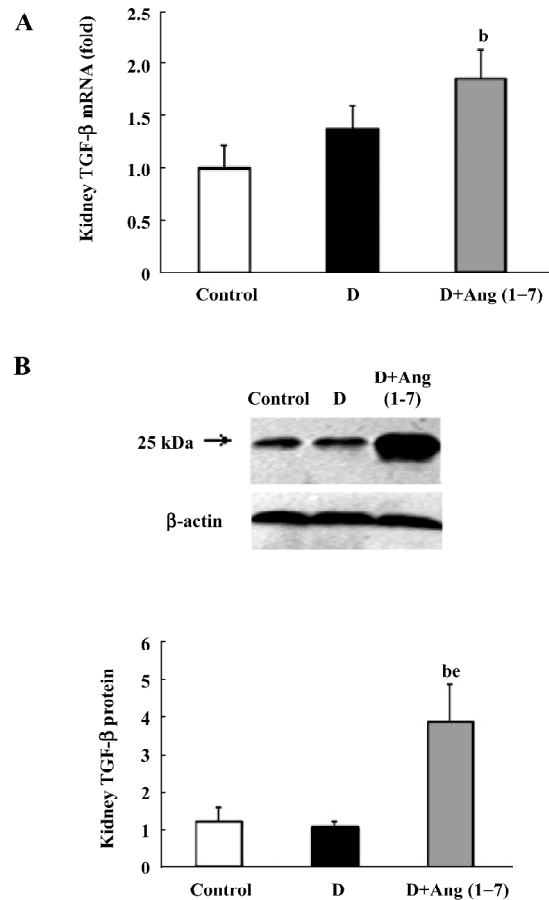 A
Kidney TGF-β mRNA (fold)
2.5
2.0
1.5
1.0
0.5
0
b
Control D D+Ang (1–7)
B
Control D D+Ang
(1-7)
25 kDa
β-actin
Kidney TGF-β protein
6
5
4
3
2
1
0
be
Control D D+Ang (1–7)